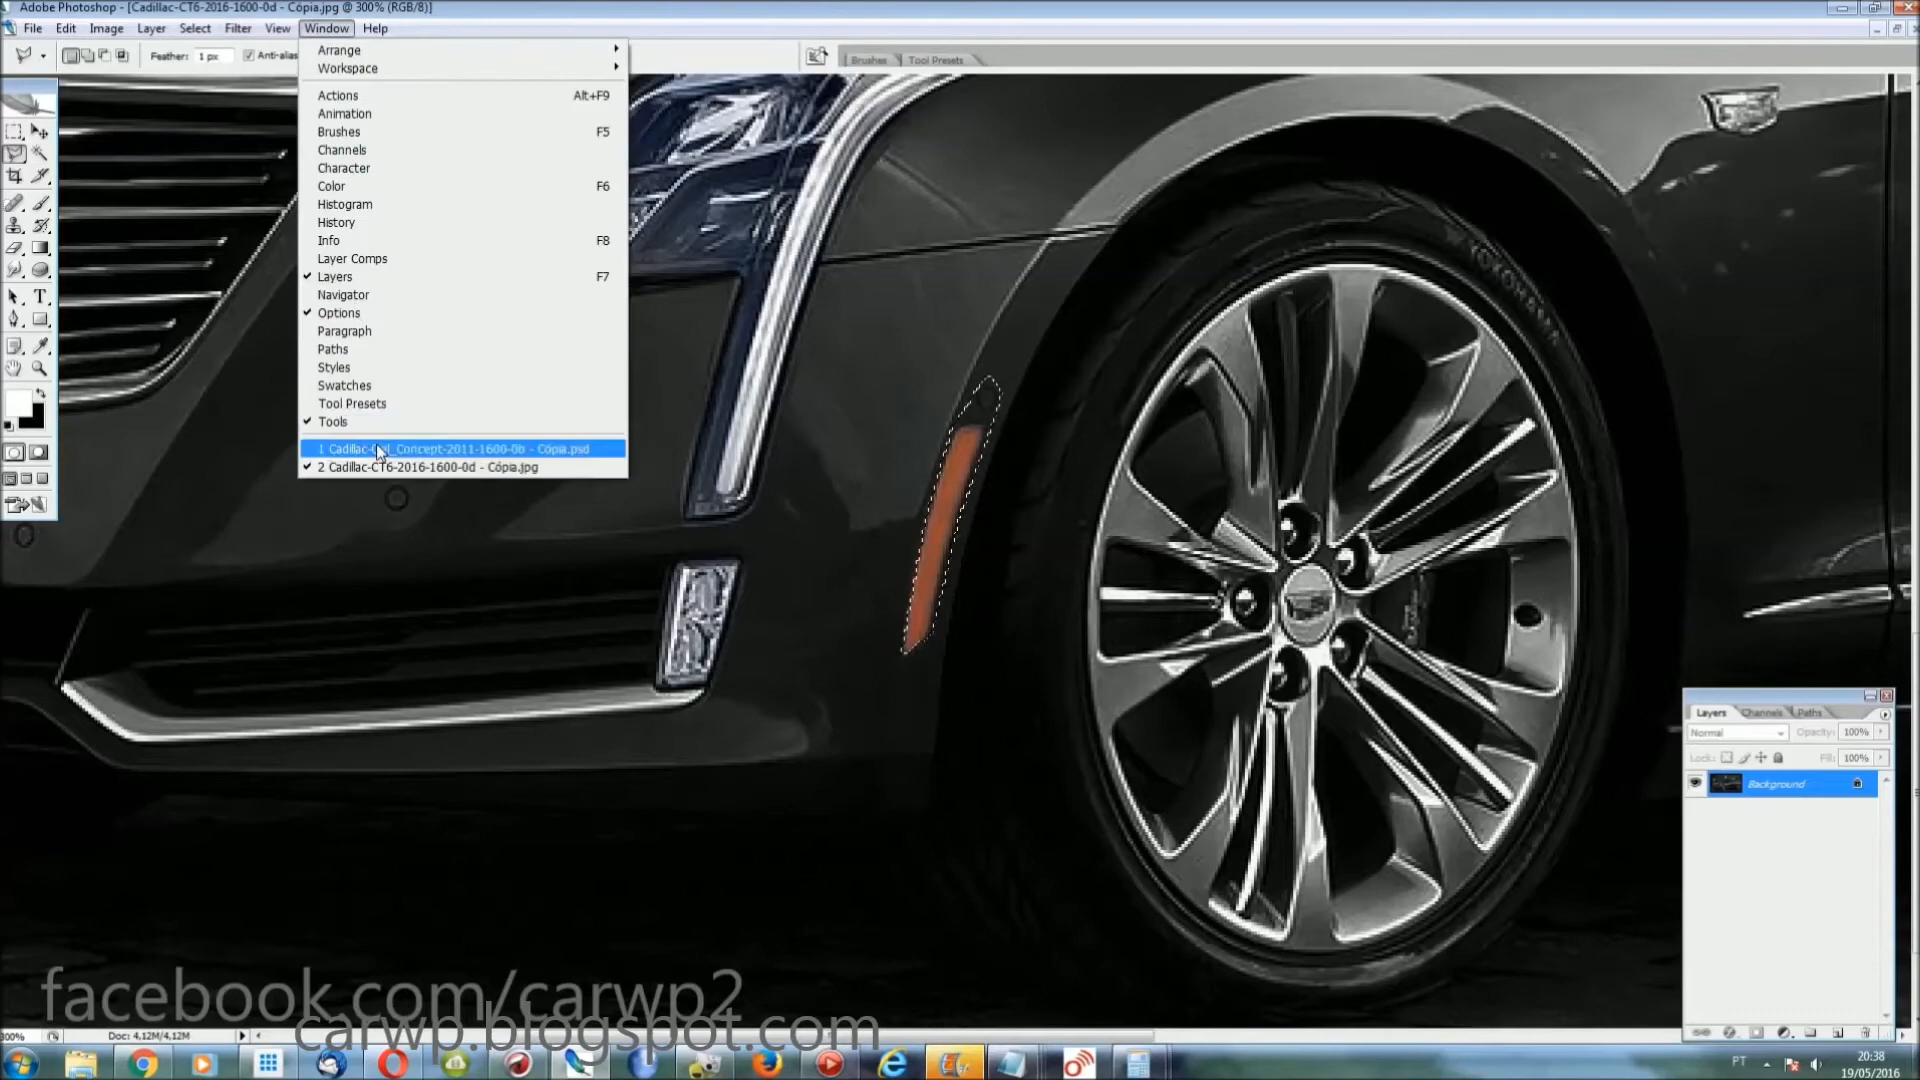 Adobe Photoshop - [Cadillac-CT6-2016-1600-0d - Cópia.jpg @ 300% (RGB/8)]
File Edit Image Layer Select Filter View Window Help
Feather: 1 px Anti-alias
Brushes Tool Presets
Arrange
Workspace
Actions Alt+F9
Animation
Brushes F5
Channels
Character
Color F6
Histogram
History
Info F8
Layer Comps
Layers F7
Navigator
Options
Paragraph
Paths
Styles
Swatches
Tool Presets
Tools
1 Cadillac- _Concept-2011-1600-0b - Cópia.psd
2 Cadillac-CT6-2016-1600-0d - Cópia.jpg
YOKOHAMA
Layers Channels Paths
Normal Opacity: 100%
Lock: Fill: 100%
Background
facebook.com/carwp2
carwp.blogspot.com
300% Doc: 4,12M/4,12M
PT 20:38
19/05/2016